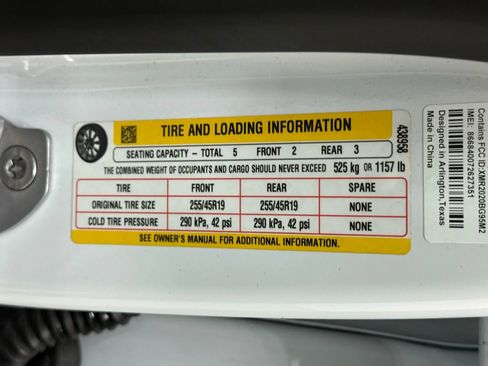 TIRE AND LOADING INFORMATION
SEATING CAPACITY – TOTAL 5 FRONT 2 REAR 3
THE COMBINED WEIGHT OF OCCUPANTS AND CARGO SHOULD NEVER EXCEED 525 kg OR 1157 lb
TIRE FRONT REAR SPARE
ORIGINAL TIRE SIZE 255/45R19 255/45R19 NONE
COLD TIRE PRESSURE 290 kPa, 42 psi 290 kPa, 42 psi NONE
SEE OWNER'S MANUAL FOR ADDITIONAL INFORMATION.
438958
Contains FCC ID:XMR2020BG95M2
IMEI: 866840072627351
Designed in Arlington,Texas
Made in China